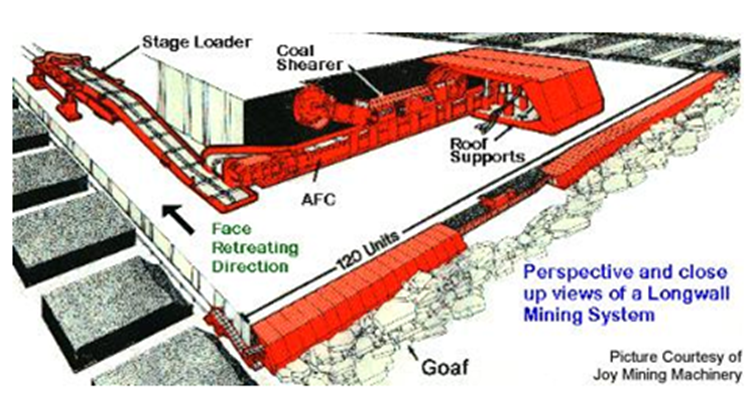 Stage Loader
Coal
Shearer
Roof
Supports
AFC
Face
Retreating
Direction
120 Units
Perspective and close
up views of a Longwall
Mining System
Goaf
Picture Courtesy of
Joy Mining Machinery